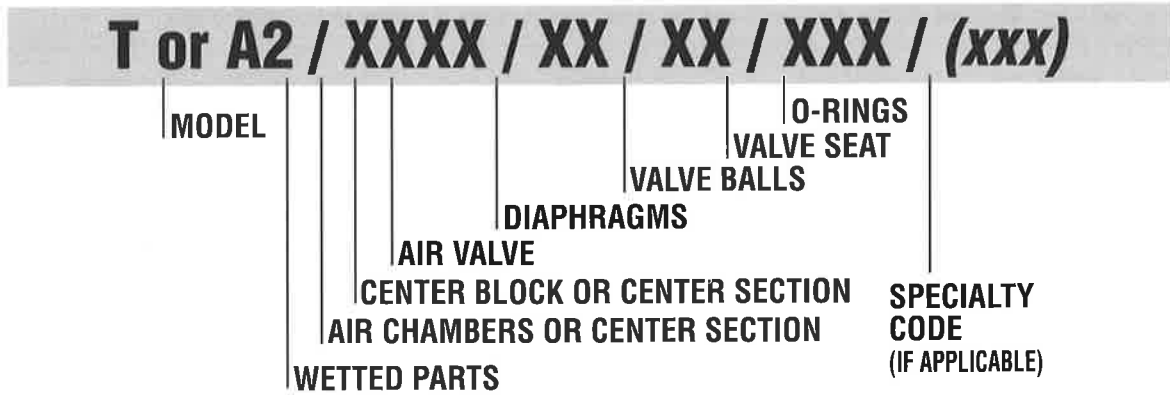 T or A2 / XXXX / XX / XX / XXX / (xxx)
MODEL
O-RINGS
VALVE SEAT
VALVE BALLS
DIAPHRAGMS
AIR VALVE
CENTER BLOCK OR CENTER SECTION
AIR CHAMBERS OR CENTER SECTION
WETTED PARTS
SPECIALTY
CODE
(IF APPLICABLE)